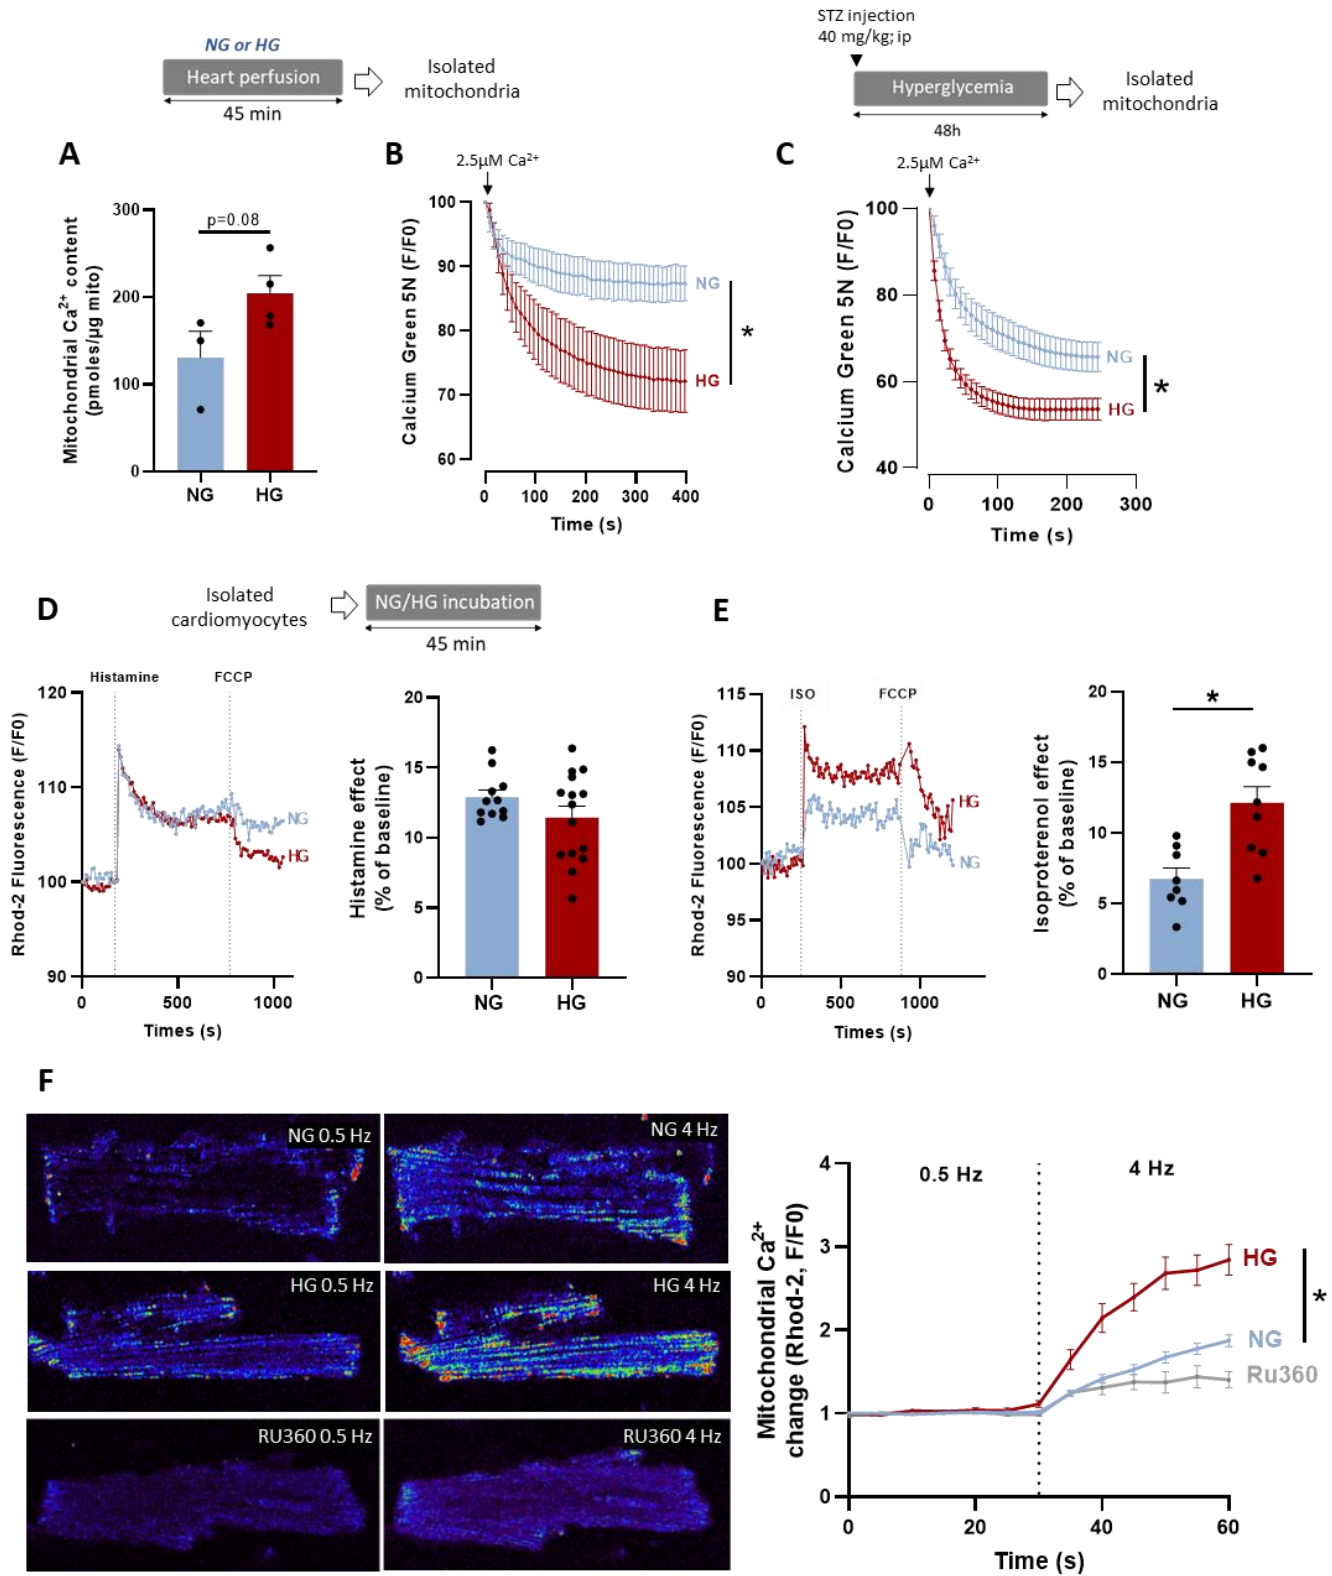 NG or HG
Heart perfusion
45 min
Isolated
mitochondria
STZ injection
40 mg/kg; ip
Hyperglycemia
48h
Isolated
mitochondria
A
Mitochondrial Ca2+ content
(pmoles/µg mito)
300
200
100
0
p=0.08
NG
HG
B
2.5µM Ca2+
Calcium Green 5N (F/F0)
100
90
80
70
60
NG
HG
*
0
100
200
300
400
Time (s)
C
2.5µM Ca2+
Calcium Green 5N (F/F0)
100
80
60
40
NG
HG
*
0
100
200
300
Time (s)
D
Isolated
cardiomyocytes
NG/HG incubation
45 min
Histamine
FCCP
Rhod-2 Fluorescence (F/F0)
120
110
100
90
NG
HG
0
500
1000
Times (s)
Histamine effect
(% of baseline)
20
15
10
5
0
NG
HG
E
ISO
FCCP
Rhod-2 Fluorescence (F/F0)
115
110
105
100
95
90
HG
NG
0
500
1000
Times (s)
Isoproterenol effect
(% of baseline)
20
15
10
5
0
*
NG
HG
F
NG 0.5 Hz
NG 4 Hz
HG 0.5 Hz
HG 4 Hz
RU360 0.5 Hz
RU360 4 Hz
Mitochondrial Ca2+
change (Rhod-2, F/F0)
4
3
2
1
0
0.5 Hz
4 Hz
HG
NG
Ru360
*
0
20
40
60
Time (s)